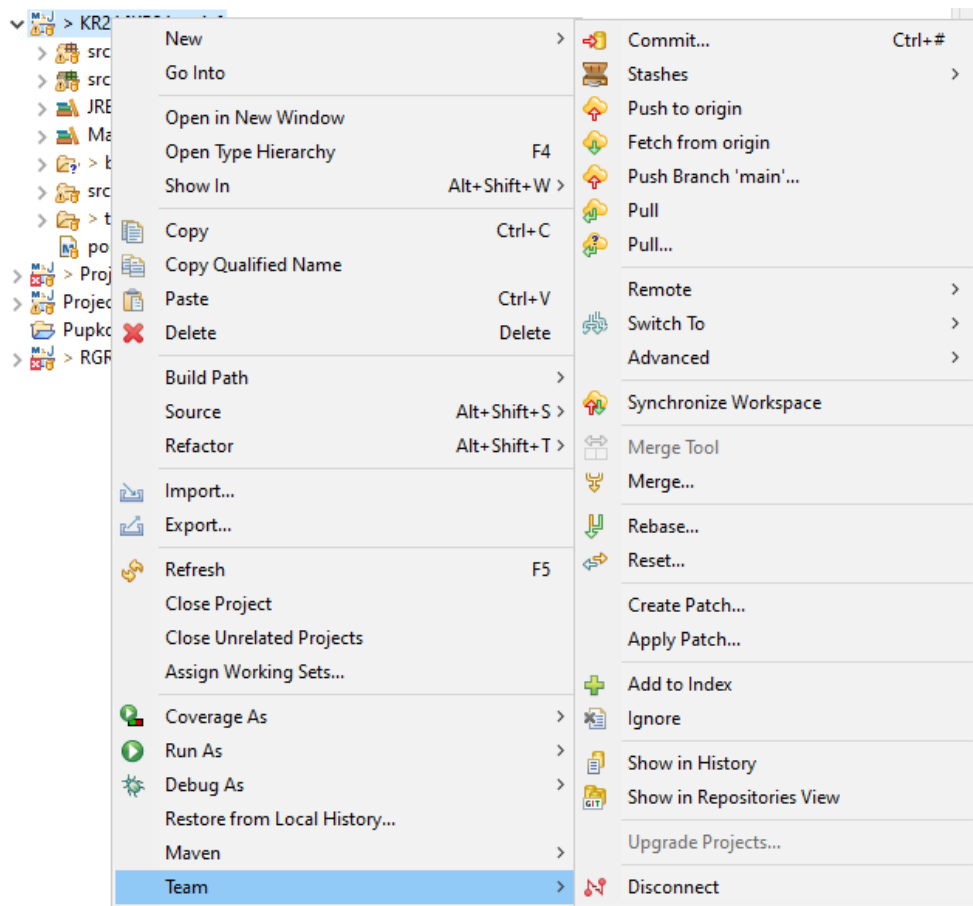 > KR2
src
src
JRE
Ma
>
src
> t
po
> Proj
Projec
Pupko
> RGR
New
Go Into
Open in New Window
Open Type Hierarchy F4
Show In Alt+Shift+W >
Copy Ctrl+C
Copy Qualified Name
Paste Ctrl+V
Delete Delete
Build Path
Source Alt+Shift+S >
Refactor Alt+Shift+T >
Import...
Export...
Refresh F5
Close Project
Close Unrelated Projects
Assign Working Sets...
Coverage As
Run As
Debug As
Restore from Local History...
Maven
Team
Commit... Ctrl+#
Stashes
Push to origin
Fetch from origin
Push Branch 'main'...
Pull
Pull...
Remote
Switch To
Advanced
Synchronize Workspace
Merge Tool
Merge...
Rebase...
Reset...
Create Patch...
Apply Patch...
Add to Index
Ignore
Show in History
GIT Show in Repositories View
Upgrade Projects...
Disconnect